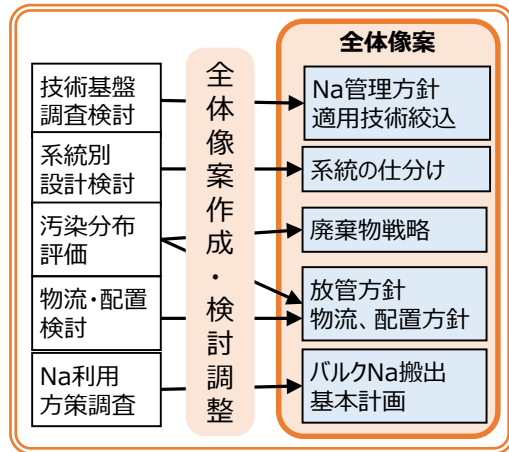 技術基盤
調査検討
系統別
設計検討
汚染分布
評価
物流・配置
検討
Na利用
方策調査
全体像案作成・検討調整
全体像案
Na管理方針
適用技術絞込
系統の仕分け
廃棄物戦略
放管方針
物流、配置方針
バルクNa搬出
基本計画